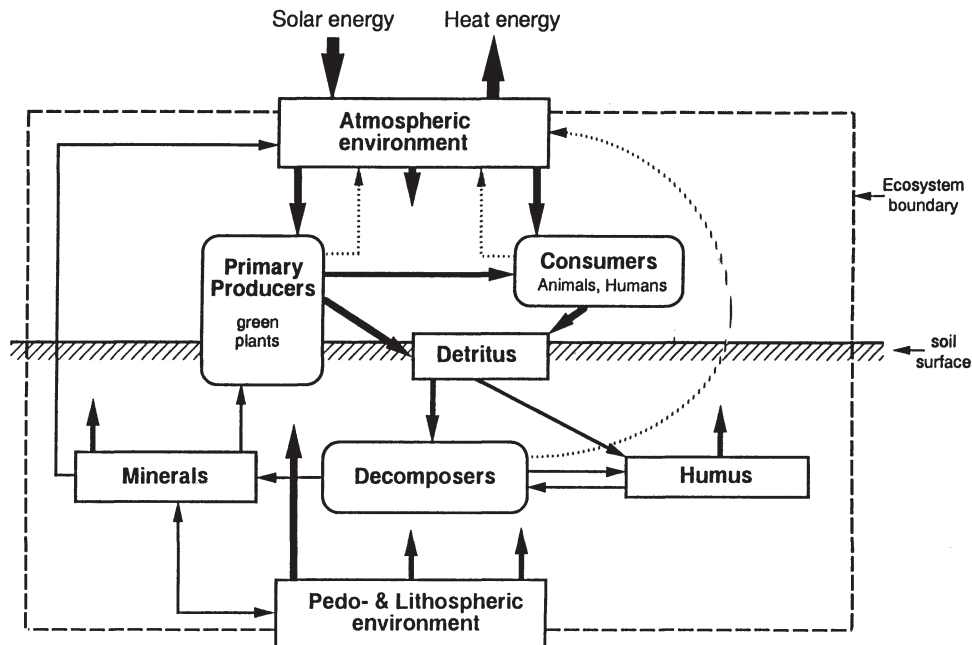 Solar energy
Heat energy
Atmospheric
environment
Ecosystem
boundary
Primary
Producers
green
plants
Consumers
Animals, Humans
Detritus
soil
surface
Minerals
Decomposers
Humus
Pedo- & Lithospheric
environment